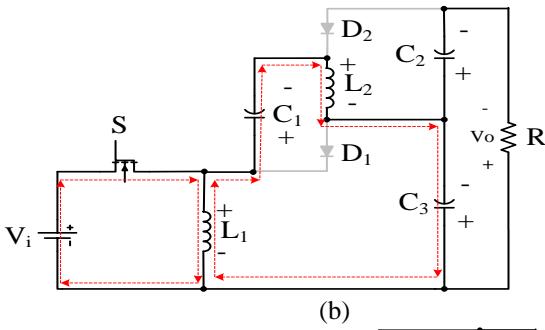 D2
-
C2
+
+
L2
-
-
C1
+
-
vo
+
R
S
D1
-
C3
+
Vi
+
-
+
L1
-
(b)